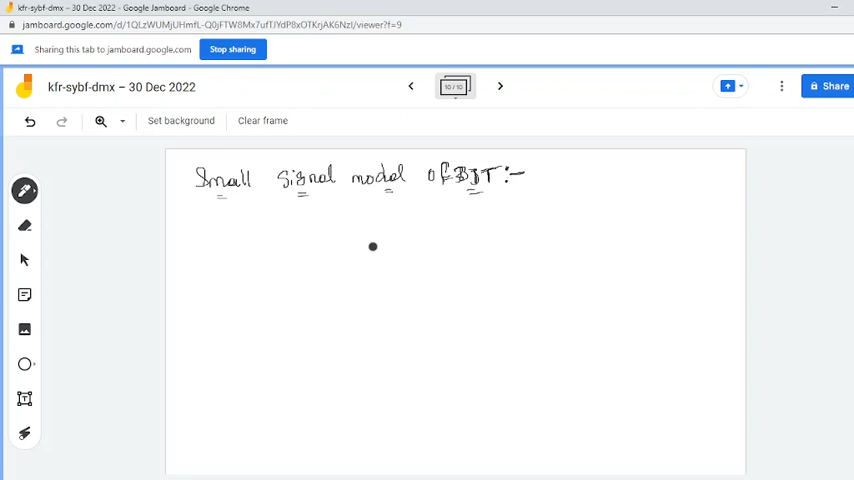 kfr-sybf-dmx – 30 Dec 2022 - Google Jamboard - Google Chrome
jamboard.google.com/d/1QLzWUMjUHmfL-Q0jFTW8Mx7ufTJYdP8xOTKrjAK6NzI/viewer?f=9
Sharing this tab to jamboard.google.com Stop sharing
kfr-sybf-dmx – 30 Dec 2022 10 / 10 Share
Set background Clear frame
Small signal modal of BJT :-